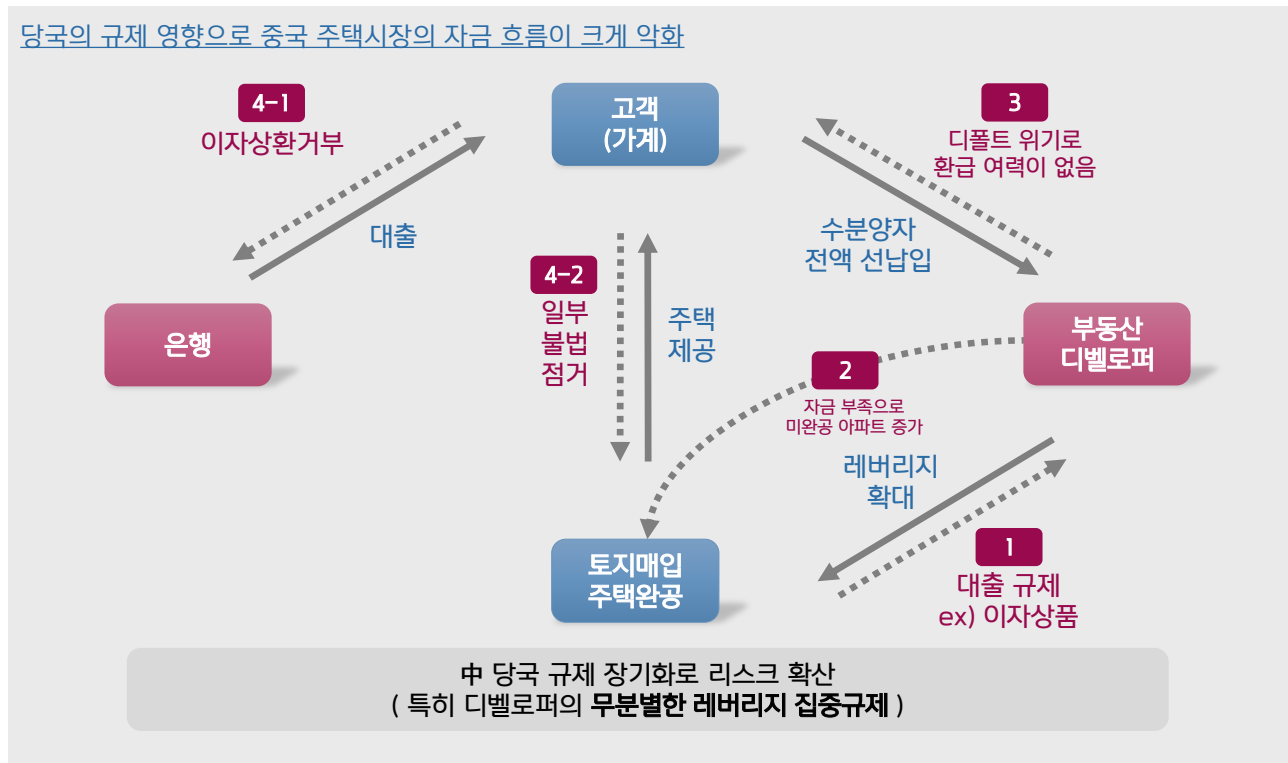 당국의 규제 영향으로 중국 주택시장의 자금 흐름이 크게 악화
4-1
이자상환거부
고객
(가계)
3
디폴트 위기로
환급 여력이 없음
대출
수분양자
전액 선납입
4-2
일부
불법
점거
주택
제공
은행
부동산
디벨로퍼
2
자금 부족으로
미완공 아파트 증가
레버리지
확대
토지매입
주택완공
1
대출 규제
ex) 이자상품
中 당국 규제 장기화로 리스크 확산
( 특히 디벨로퍼의 무분별한 레버리지 집중규제 )